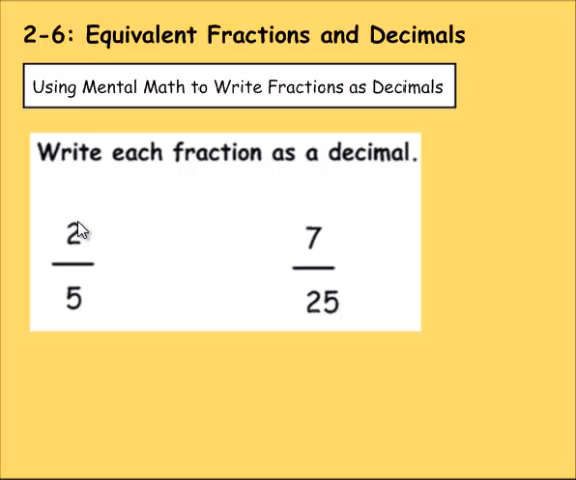 2-6: Equivalent Fractions and Decimals
Using Mental Math to Write Fractions as Decimals
Write each fraction as a decimal.
2 7
5 25